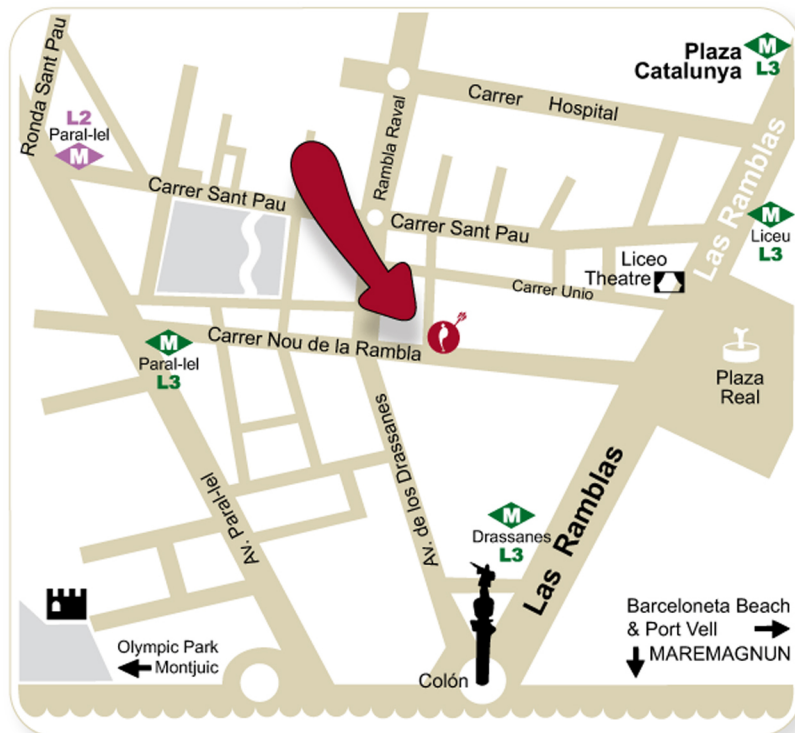 Plaza
Catalunya
M
L3
Ronda Sant Pau
L2
Paral-lel
M
Carrer Hospital
Rambla Raval
Carrer Sant Pau
Carrer Sant Pau
Las Ramblas
M
Liceu
L3
Liceo
Theatre
Carrer Unio
Carrer Nou de la Rambla
M
Paral-lel
L3
Plaza
Real
Av. de los Drassanes
Av. Paral-lel
M
Drassanes
L3
Las Ramblas
Barceloneta Beach
& Port Vell
MAREMAGNUN
Olympic Park
Montjuic
Colón